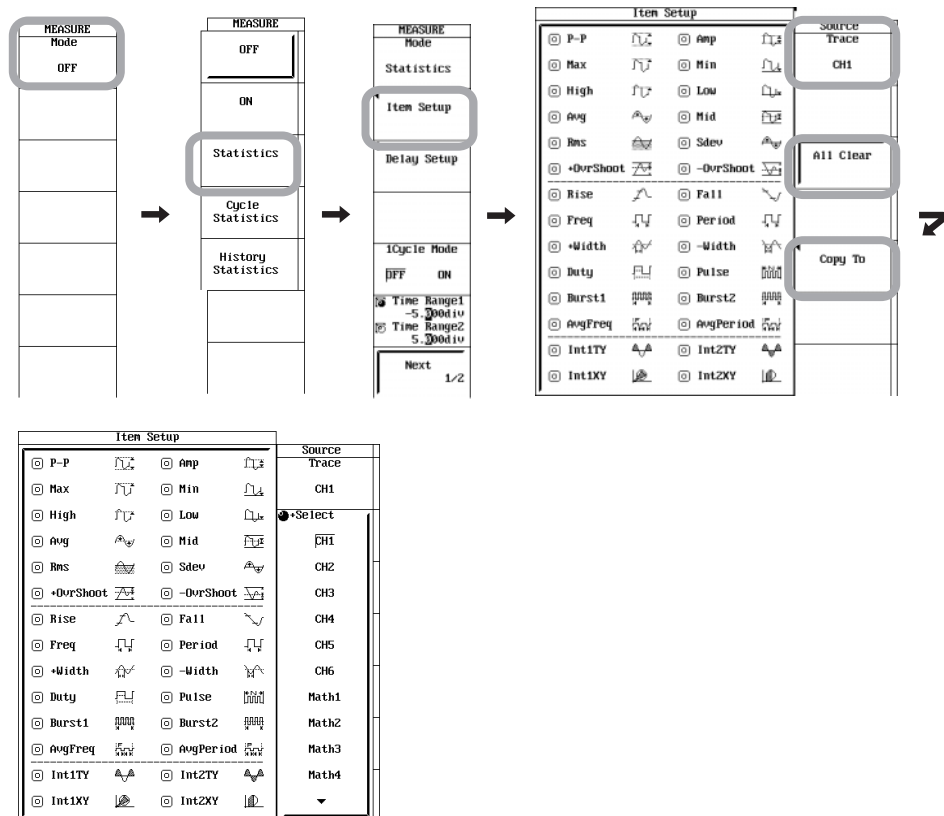 MEASURE
Mode
OFF
MEASURE
OFF
ON
Statistics
Cycle
Statistics
History
Statistics
MEASURE
Mode
Statistics
Item Setup
Delay Setup
1Cycle Mode
OFF ON
Time Range1
-5.000div
Time Range2
5.000div
Next
1/2
Item Setup
P-P Amp
Max Min
High Low
Avg Mid
Rms Sdev
+OvrShoot -OvrShoot
Rise Fall
Freq Period
+Width -Width
Duty Pulse
Burst1 Burst2
AvgFreq AvgPeriod
Int1TY Int2TY
Int1XY Int2XY
Source
Trace
CH1
All Clear
Copy To
Item Setup
P-P Amp
Max Min
High Low
Avg Mid
Rms Sdev
+OvrShoot -OvrShoot
Rise Fall
Freq Period
+Width -Width
Duty Pulse
Burst1 Burst2
AvgFreq AvgPeriod
Int1TY Int2TY
Int1XY Int2XY
Source
Trace
CH1
+Select
CH1
CH2
CH3
CH4
CH5
CH6
Math1
Math2
Math3
Math4